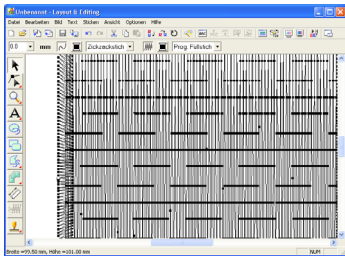 Unbenannt - Layout & Editing
Datei Bearbeiten Bild Text Sticken Ansicht Optionen Hilfe
0.0 mm Zickzackstich Prog. Füllstich
A
Breite =99.50 mm, Höhe =101.00 mm NUM